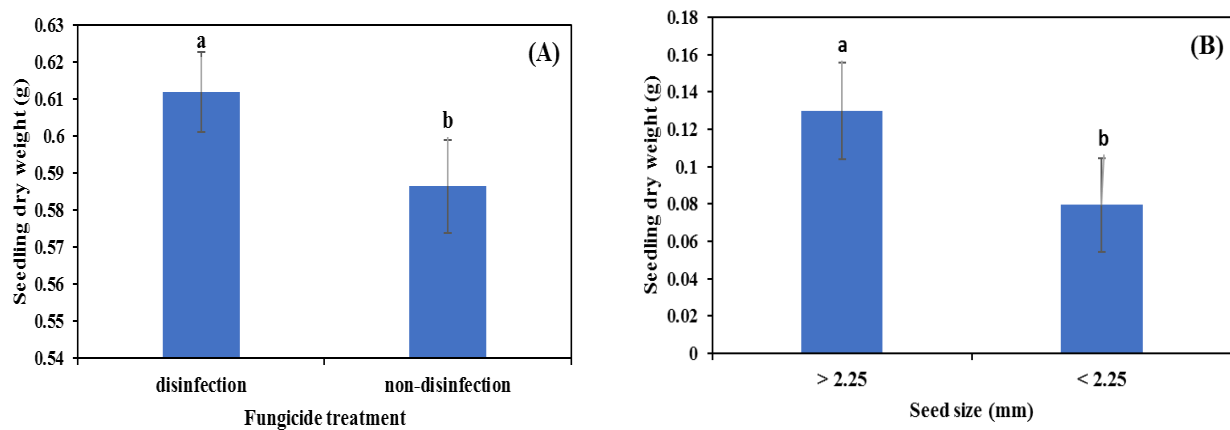 0.63
0.62
0.61
0.6
0.59
0.58
0.57
0.56
0.55
0.54
Seedling dry weight (g)
a
b
(A)
disinfection
non-disinfection
Fungicide treatment
0.18
0.16
0.14
0.12
0.1
0.08
0.06
0.04
0.02
0
Seedling dry weight (g)
a
b
(B)
> 2.25
< 2.25
Seed size (mm)